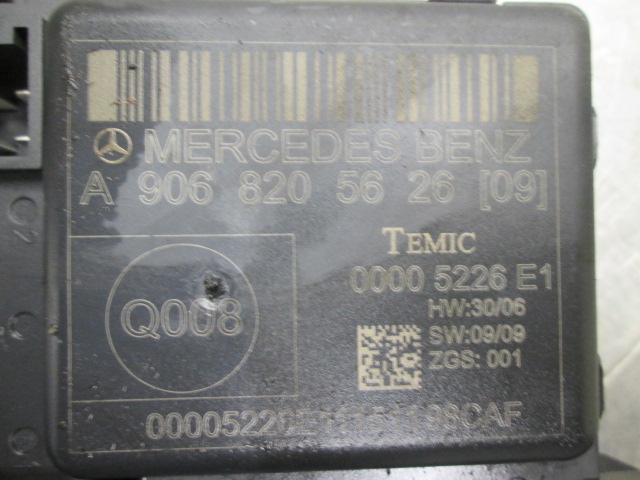 MERCEDES BENZ
A 906 820 56 26 [09]
TEMIC
0000 5226 E1
HW:30/06
Q008
SW:09/09
ZGS: 001